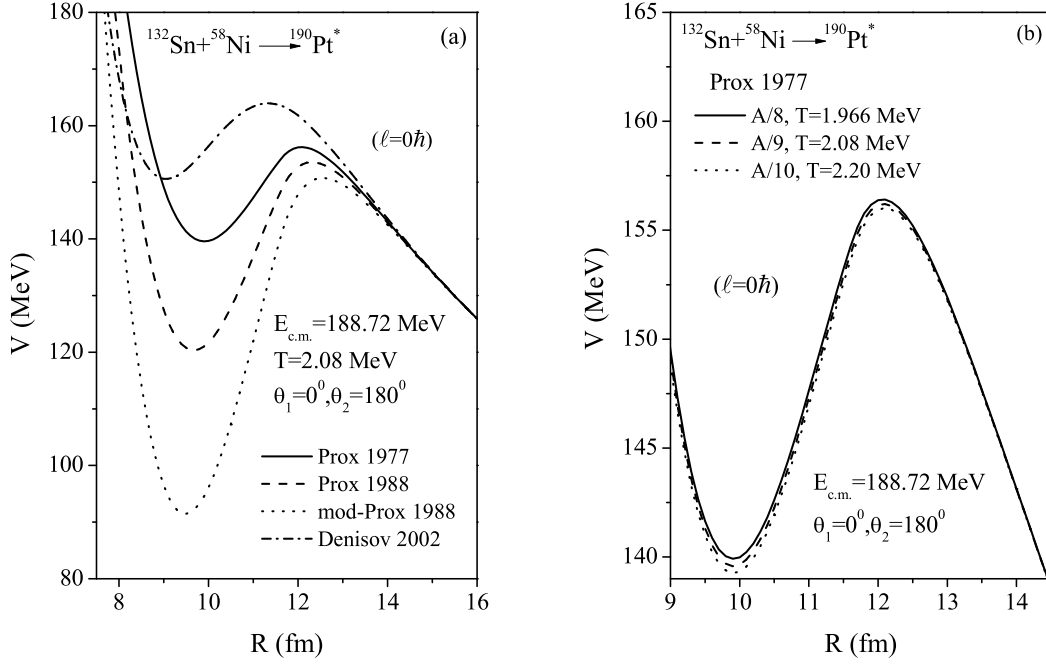 (a)
¹³²Sn+⁵⁸Ni → ¹⁹⁰Pt*
(ℓ=0ħ)
E_c.m.=188.72 MeV
T=2.08 MeV
θ₁=0⁰,θ₂=180⁰
Prox 1977
Prox 1988
mod-Prox 1988
Denisov 2002
V (MeV)
180
160
140
120
100
80
8
10
12
14
16
R (fm)
(b)
¹³²Sn+⁵⁸Ni → ¹⁹⁰Pt*
Prox 1977
A/8, T=1.966 MeV
A/9, T=2.08 MeV
A/10, T=2.20 MeV
(ℓ=0ħ)
E_c.m.=188.72 MeV
θ₁=0⁰,θ₂=180⁰
V (MeV)
165
160
155
150
145
140
9
10
11
12
13
14
R (fm)